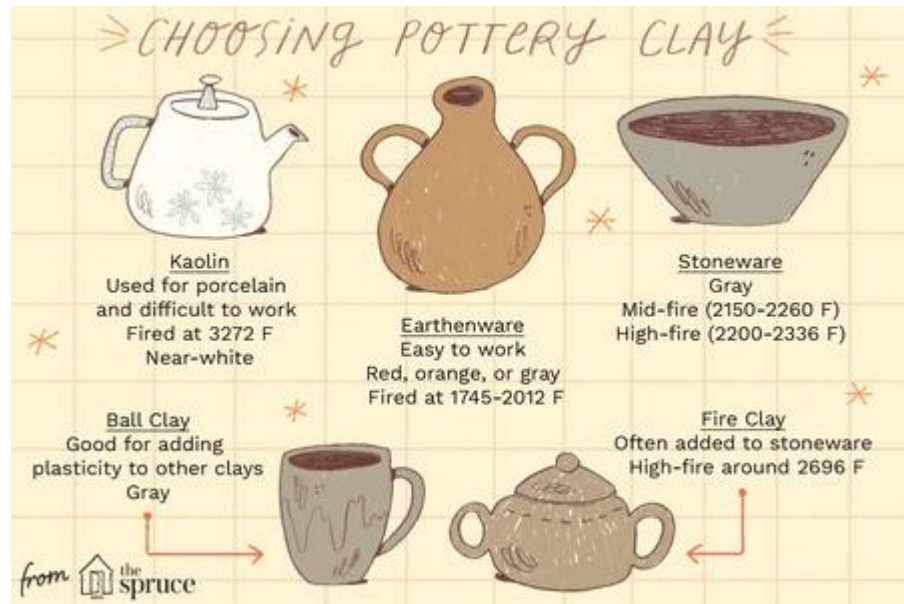 CHOOSING POTTERY CLAY
Kaolin
Used for porcelain
and difficult to work
Fired at 3272 F
Near-white
Earthenware
Easy to work
Red, orange, or gray
Fired at 1745-2012 F
Stoneware
Gray
Mid-fire (2150-2260 F)
High-fire (2200-2336 F)
Ball Clay
Good for adding
plasticity to other clays
Gray
Fire Clay
Often added to stoneware
High-fire around 2696 F
from the spruce